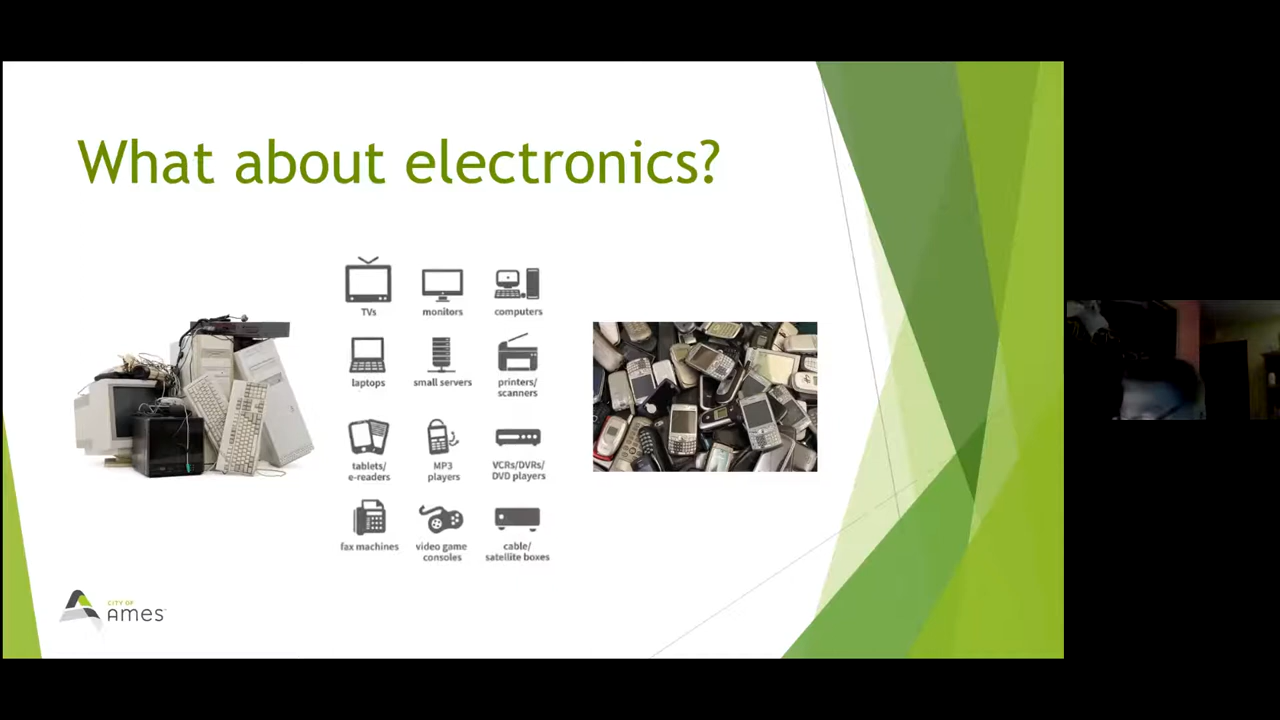 What about electronics?
TVs
monitors
computers
laptops
small servers
printers/
scanners
tablets/
e-readers
MP3
players
VCRs/DVRs/
DVD players
fax machines
video game
consoles
cable/
satellite boxes
CITY OF
Ames